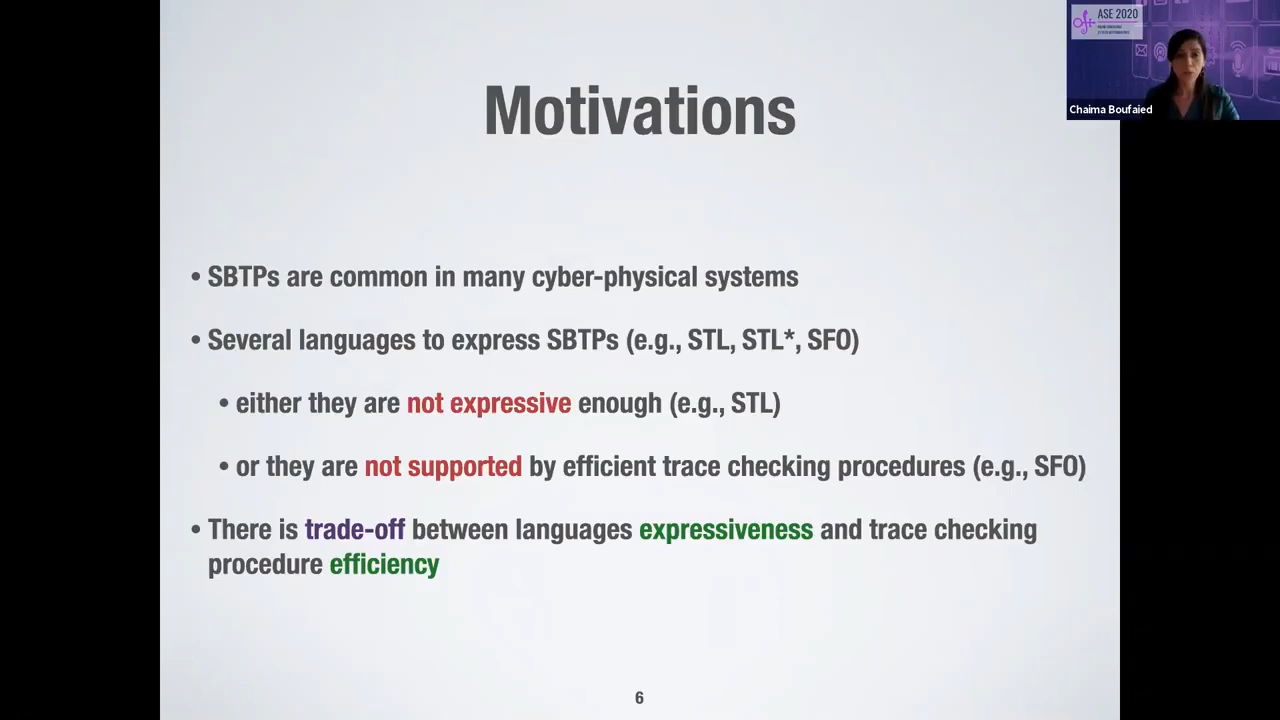 ASE 2020
Chaima Boufaied
Motivations
• SBTPs are common in many cyber-physical systems
• Several languages to express SBTPs (e.g., STL, STL*, SFO)
• either they are not expressive enough (e.g., STL)
• or they are not supported by efficient trace checking procedures (e.g., SFO)
• There is trade-off between languages expressiveness and trace checking
procedure efficiency
6